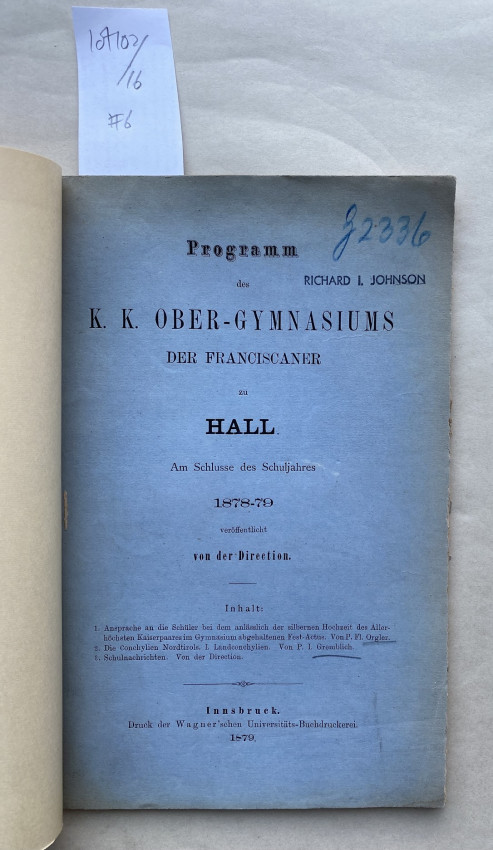 lot 102/
/16
#6
g2336
RICHARD I. JOHNSON
Programm
des
K. K. OBER-GYMNASIUMS
DER FRANCISCANER
zu
HALL.
Am Schlusse des Schuljahres
1878-79
veröffentlicht
von der Direction.
Inhalt:
1. Ansprache an die Schüler bei dem anlässlich der silbernen Hochzeit des Aller-
höchsten Kaiserpaares im Gymnasium abgehaltenen Fest-Actus. Von P. Fl. Orgler.
2. Die Conchylien Nordtirols. I. Landconchylien. Von P. J. Gremblich.
3. Schulnachrichten. Von der Direction.
Innsbruck.
Druck der Wagner'schen Universitäts-Buchdruckerei.
1879.